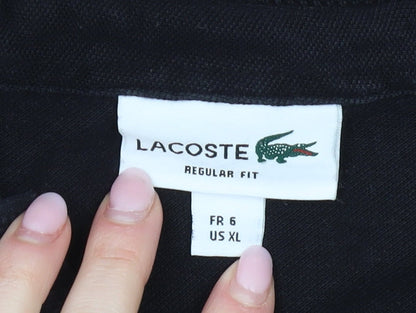 LACOSTE
REGULAR FIT
FR 6
US XL